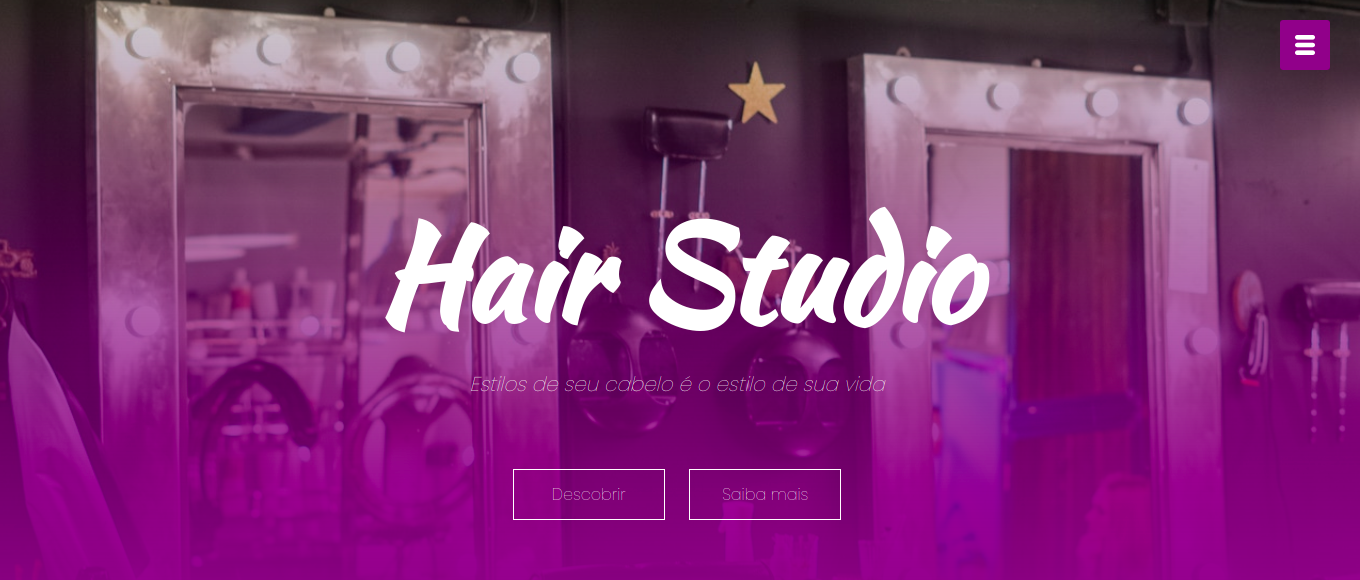 Hair Studio
Estilos de seu cabelo é o estilo de sua vida
Descobrir
Saiba mais